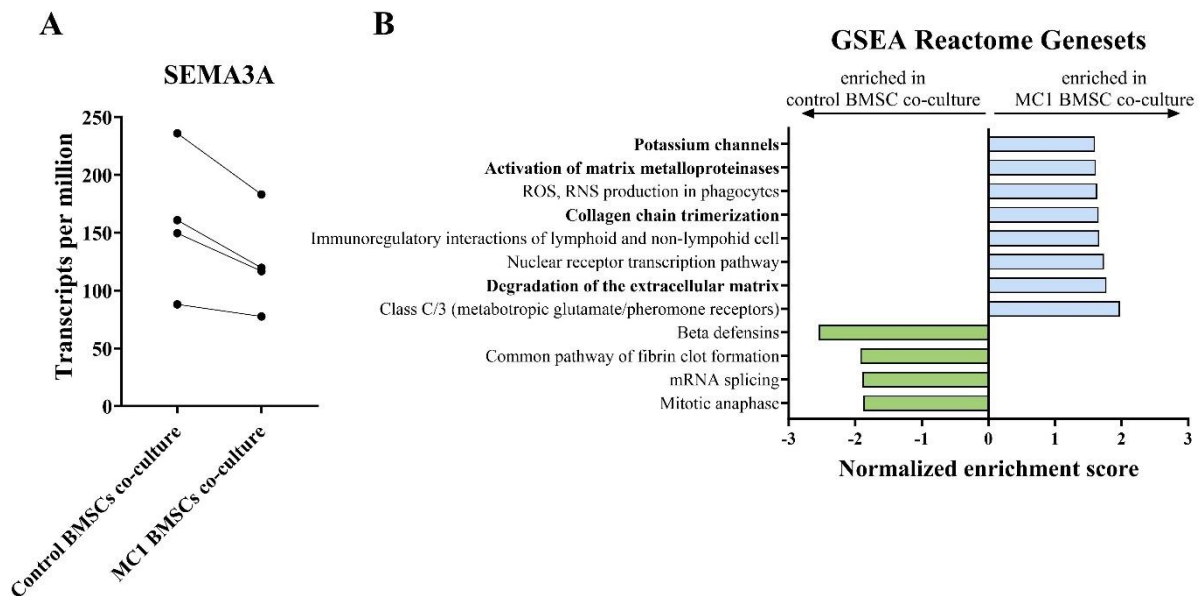 A
B
SEMA3A
Transcripts per million
250
200
150
100
50
0
Control BMSCs co-culture
MC1 BMSCs co-culture
GSEA Reactome Genesets
enriched in
control BMSC co-culture
enriched in
MC1 BMSC co-culture
Potassium channels
Activation of matrix metalloproteinases
ROS, RNS production in phagocytes
Collagen chain trimerization
Immunoregulatory interactions of lymphoid and non-lympohid cell
Nuclear receptor transcription pathway
Degradation of the extracellular matrix
Class C/3 (metabotropic glutamate/pheromone receptors)
Beta defensins
Common pathway of fibrin clot formation
mRNA splicing
Mitotic anaphase
-3 -2 -1 0 1 2 3
Normalized enrichment score